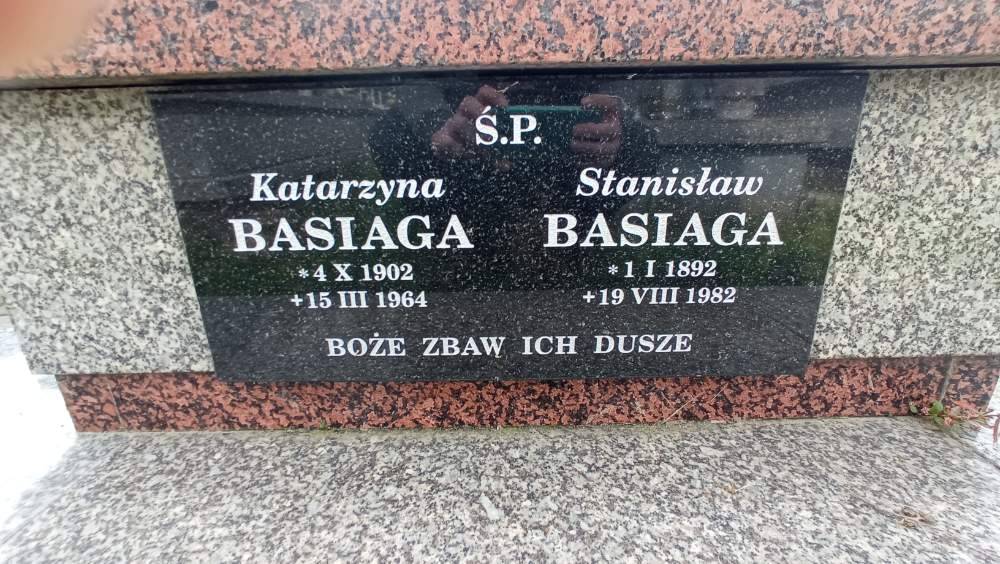 Ś.P.
Katarzyna
BASIAGA
*4 X 1902
+15 III 1964
Stanisław
BASIAGA
*1 I 1892
+19 VIII 1982
BOŻE ZBAW ICH DUSZE